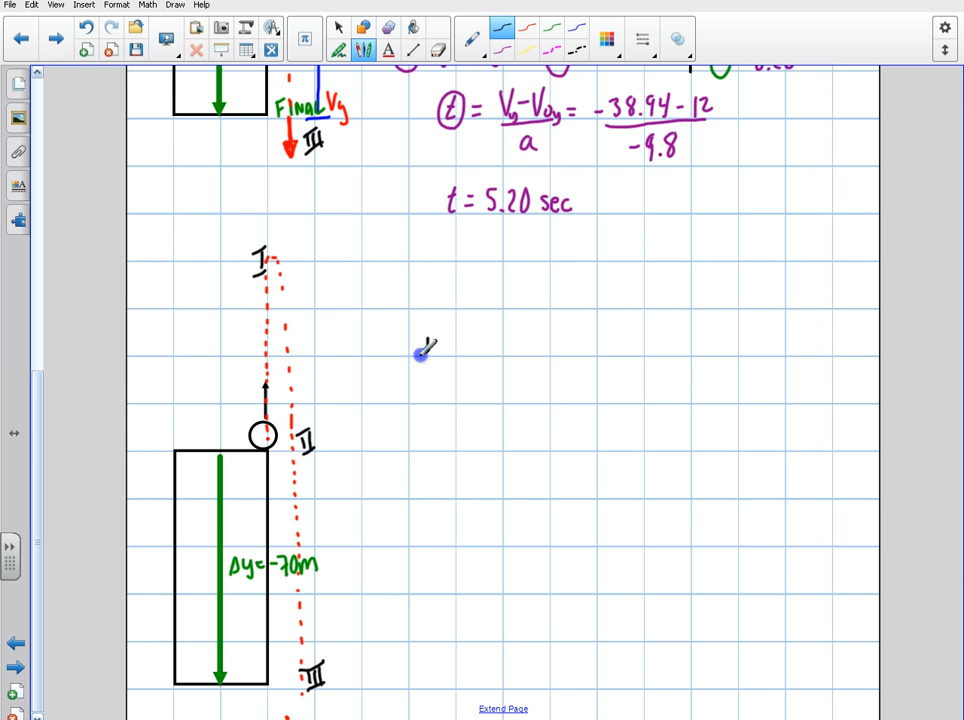 File Edit View Insert Format Math Draw Help
FINAL Vy
III
t = Vy-Voy / a = -38.94-12 / -9.8
t = 5.20 sec
I
II
Δy=-70m
III
Extend Page